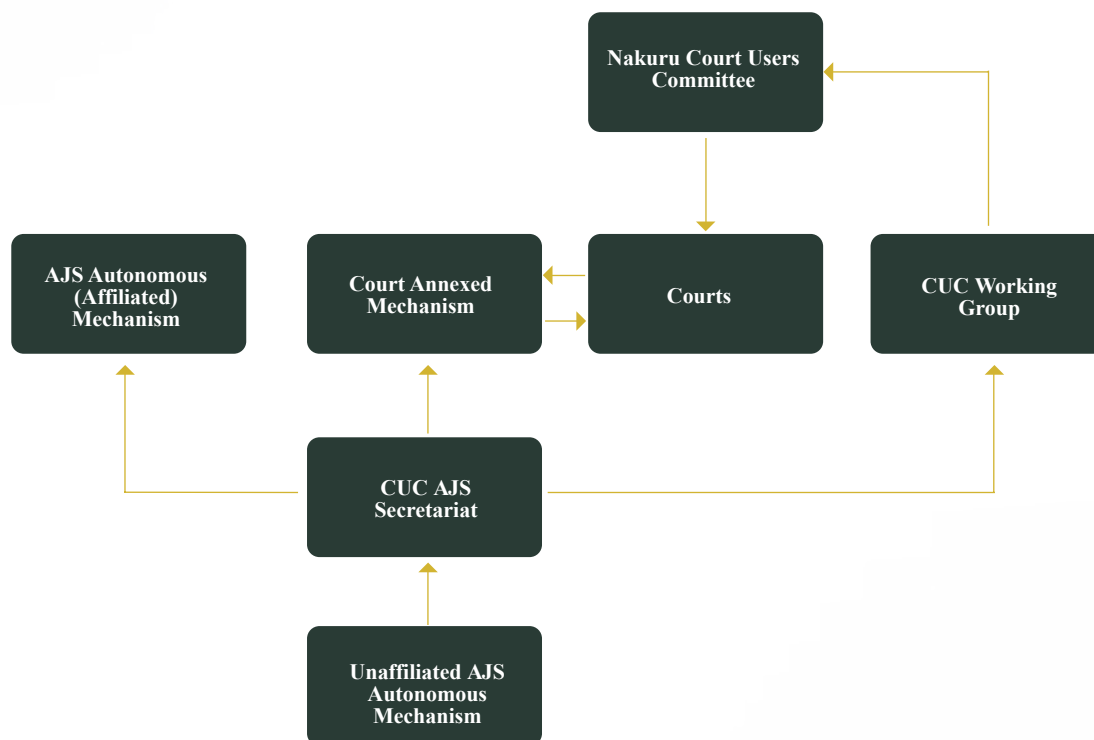 Nakuru Court Users
Committee
AJS Autonomous
(Affiliated)
Mechanism
Court Annexed
Mechanism
Courts
CUC Working
Group
CUC AJS
Secretariat
Unaffiliated AJS
Autonomous
Mechanism